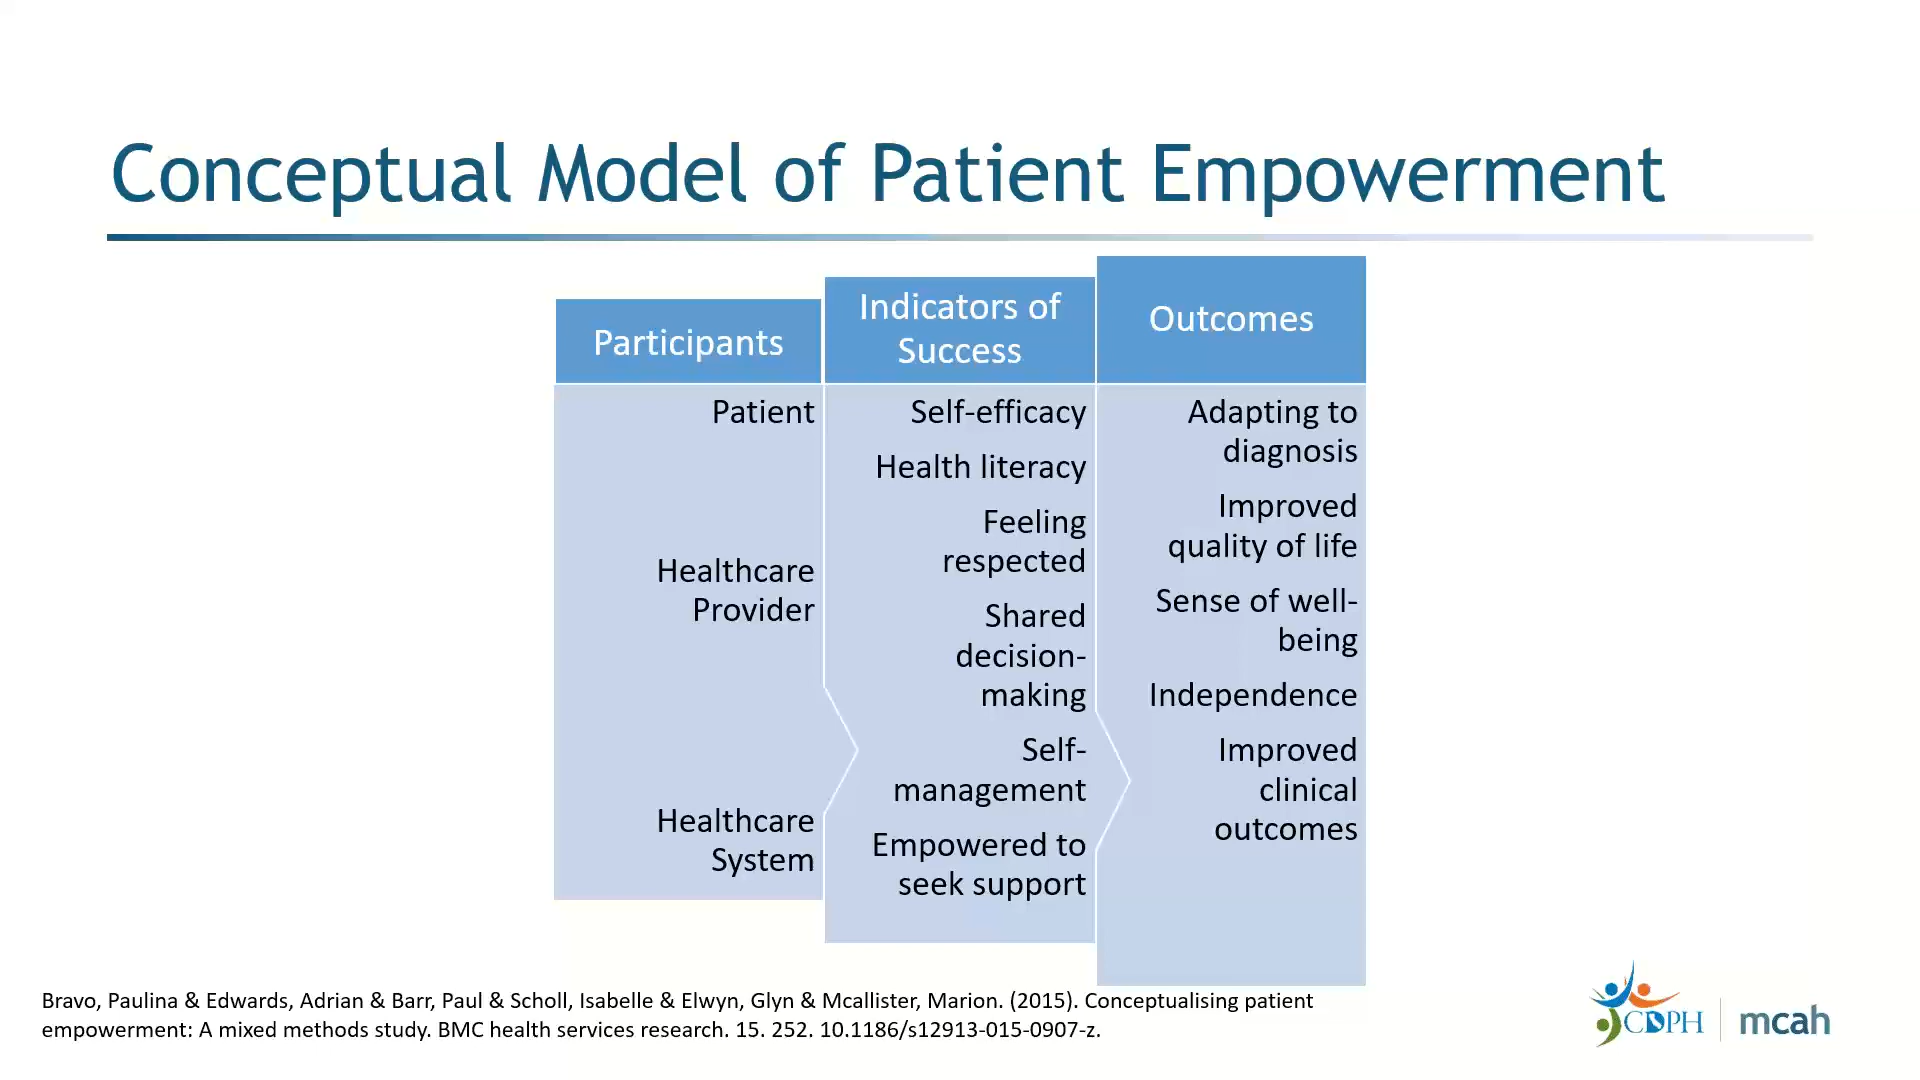 Conceptual Model of Patient Empowerment
Participants
Patient
Healthcare
Provider
Healthcare
System
Indicators of
Success
Self-efficacy
Health literacy
Feeling
respected
Shared
decision-
making
Self-
management
Empowered to
seek support
Outcomes
Adapting to
diagnosis
Improved
quality of life
Sense of well-
being
Independence
Improved
clinical
outcomes
Bravo, Paulina & Edwards, Adrian & Barr, Paul & Scholl, Isabelle & Elwyn, Glyn & Mcallister, Marion. (2015). Conceptualising patient
empowerment: A mixed methods study. BMC health services research. 15. 252. 10.1186/s12913-015-0907-z.
CDPH
mcah